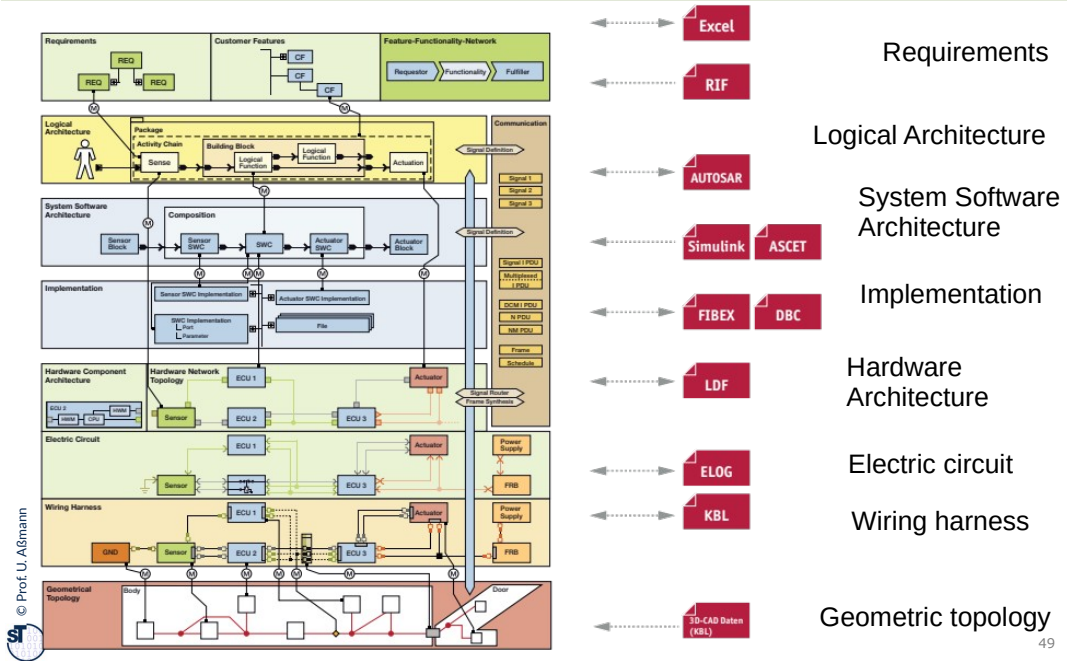 Requirements
REQ
REQ
REQ
Customer Features
CF
CF
CF
Feature-Functionality-Network
Requestor
Functionality
Fulfiller
M
M
Logical
Architecture
Package
Activity Chain
Sense
Building Block
Logical
Function
Logical
Function
Actuation
Communication
Signal Definition
Signal 1
Signal 2
Signal 3
M
M
System Software
Architecture
Composition
Sensor
Block
Sensor
SWC
SWC
Actuator
SWC
Actuator
Block
Signal Definition
M
M
M
M
M
Signal I PDU
Multiplexed
I PDU
DCM I PDU
N PDU
NM PDU
Frame
Schedule
Implementation
Sensor SWC Implementation
Actuator SWC Implementation
SWC Implementation
Port
Parameter
File
Hardware Component
Architecture
ECU 2
HWM
CPU
HWM
Hardware Network
Topology
ECU 1
Actuator
Sensor
ECU 2
ECU 3
Signal Router
Frame Synthesis
Electric Circuit
ECU 1
Actuator
Power
Supply
Sensor
ECU 3
FRB
Wiring Harness
ECU 1
Actuator
Power
Supply
GND
Sensor
ECU 2
ECU 3
FRB
M
M
M
M
M
M
M
Geometrical
Topology
Body
Door
Excel
RIF
AUTOSAR
Simulink
ASCET
FIBEX
DBC
LDF
ELOG
KBL
3D-CAD Daten
(KBL)
Requirements
Logical Architecture
System Software
Architecture
Implementation
Hardware
Architecture
Electric circuit
Wiring harness
Geometric topology
49
© Prof. U. Aßmann
ST